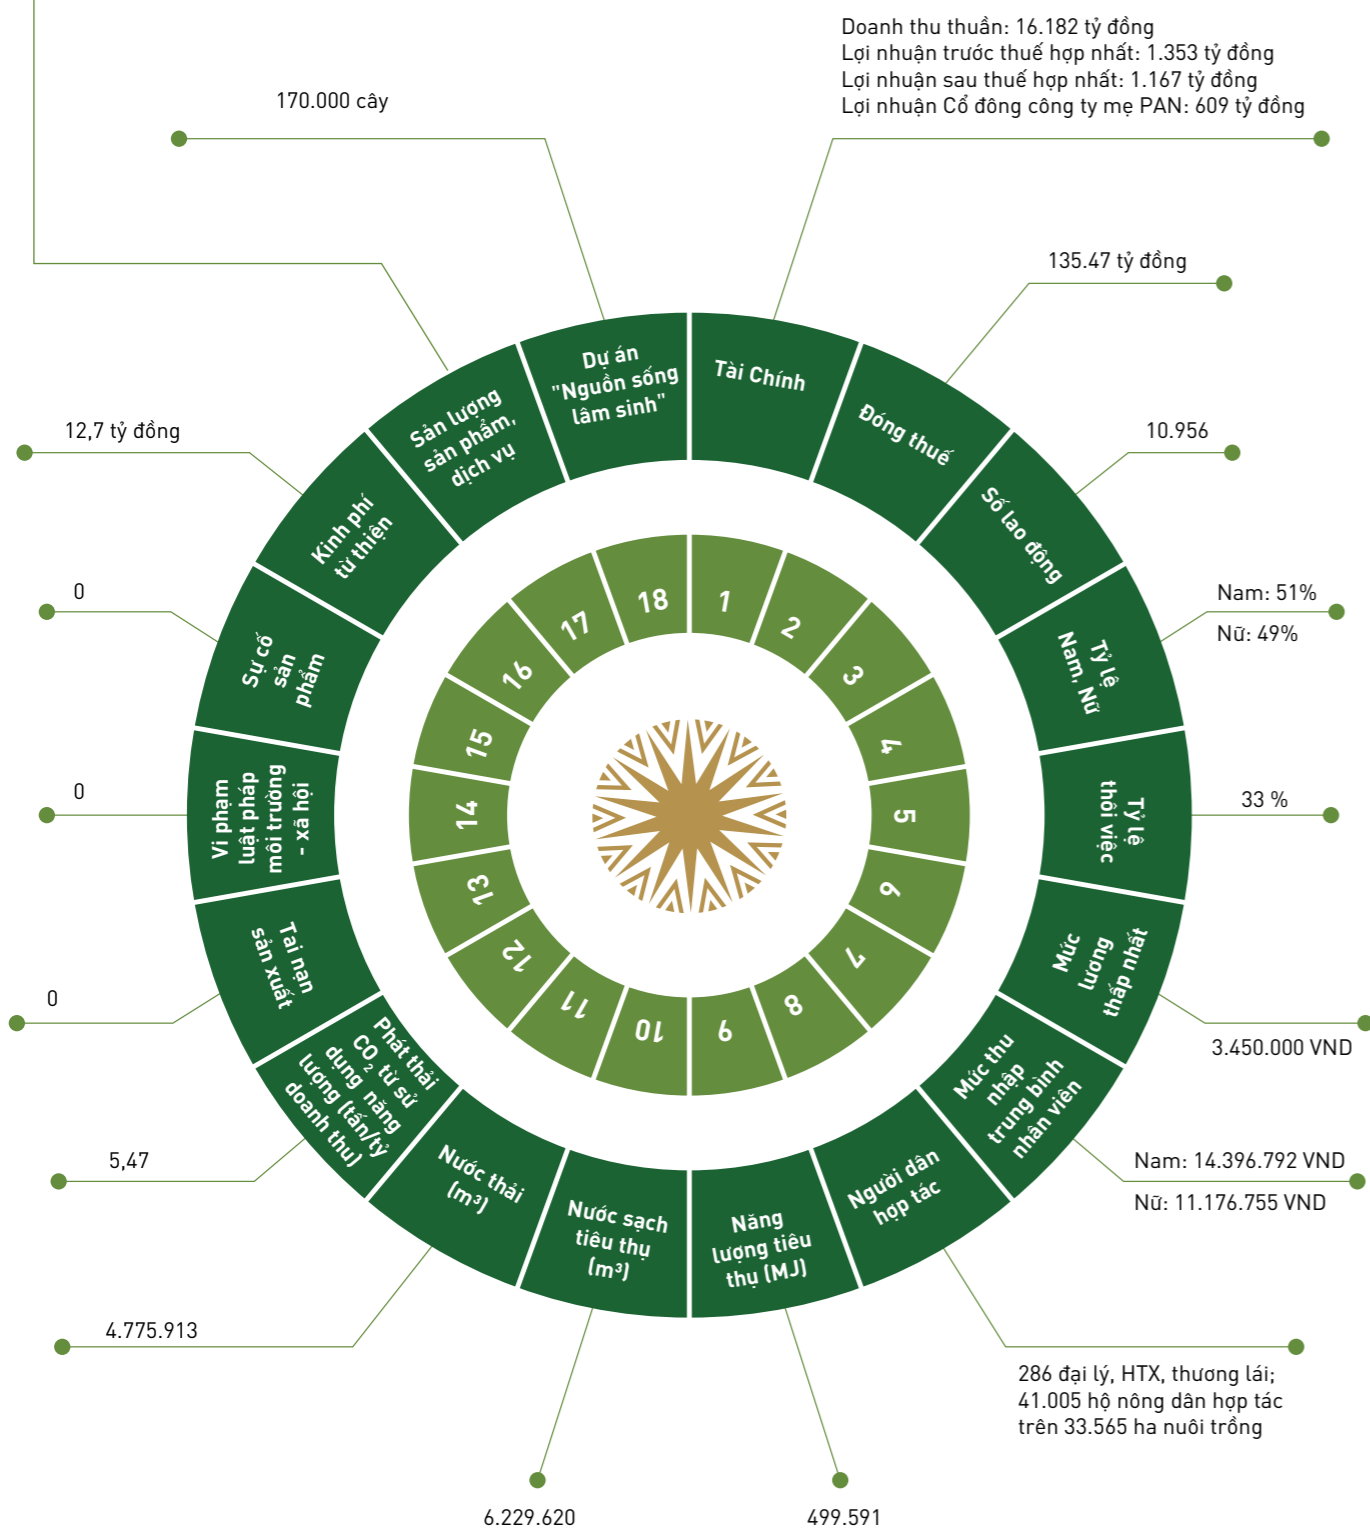 Doanh thu thuần: 16.182 tỷ đồng
Lợi nhuận trước thuế hợp nhất: 1.353 tỷ đồng
Lợi nhuận sau thuế hợp nhất: 1.167 tỷ đồng
Lợi nhuận Cổ đông công ty mẹ PAN: 609 tỷ đồng
170.000 cây
135.47 tỷ đồng
12,7 tỷ đồng
10.956
0
Nam: 51%
Nữ: 49%
0
33 %
0
3.450.000 VND
5,47
Nam: 14.396.792 VND
Nữ: 11.176.755 VND
4.775.913
286 đại lý, HTX, thương lái;
41.005 hộ nông dân hợp tác
trên 33.565 ha nuôi trồng
6.229.620
499.591
Tài Chính
Đóng thuế
Số lao động
Tỷ lệ
Nam, Nữ
Tỷ lệ
thôi việc
Mức
lương
thấp nhất
Mức thu
nhập
trung bình
nhân viên
Người dân
hợp tác
Năng
lượng tiêu
thụ (MJ)
Nước sạch
tiêu thụ
(m³)
Nước thải
(m³)
Phát thải
CO₂ từ sử
dụng năng
lượng (tấn/tỷ
doanh thu)
Tai nạn
sản xuất
Vi phạm
luật pháp
môi trường
- xã hội
Sự cố
sản
phẩm
Kinh phí
từ thiện
Sản lượng
sản phẩm,
dịch vụ
Dự án
"Nguồn sống
lâm sinh"
1
2
3
4
5
6
7
8
9
10
11
12
13
14
15
16
17
18